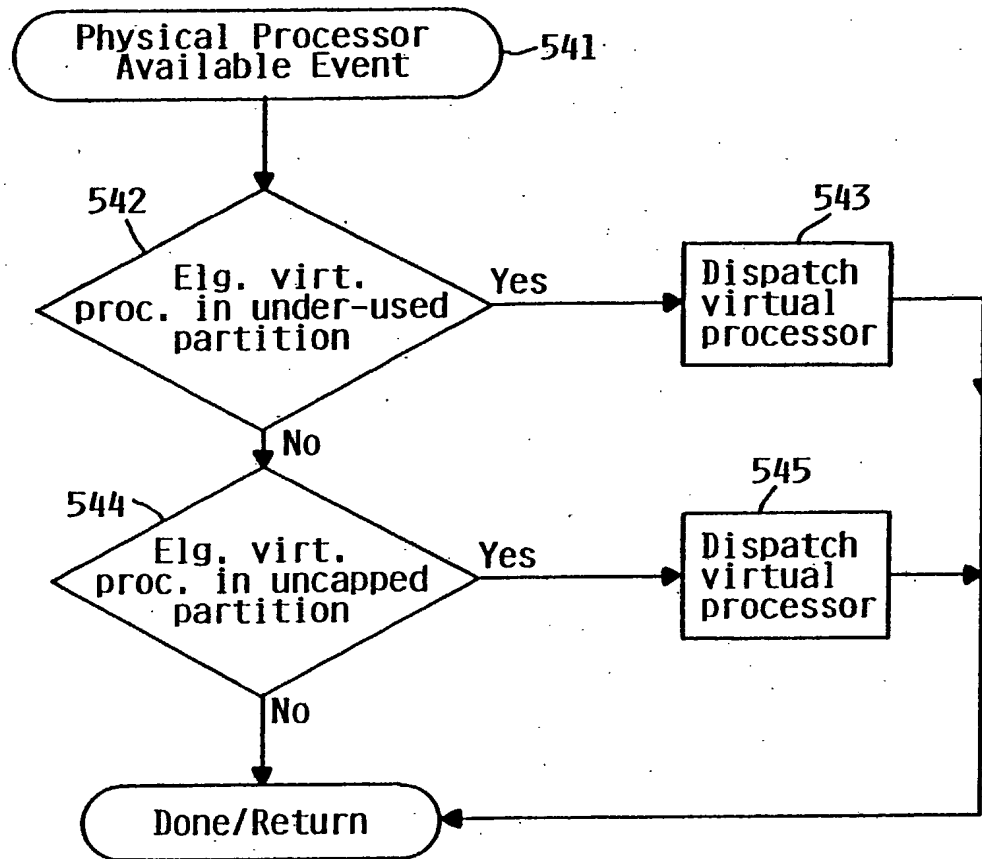 Physical Processor
Available Event
541
542
Elg. virt.
proc. in under-used
partition
Yes
543
Dispatch
virtual
processor
No
544
Elg. virt.
proc. in uncapped
partition
Yes
545
Dispatch
virtual
processor
No
Done/Return